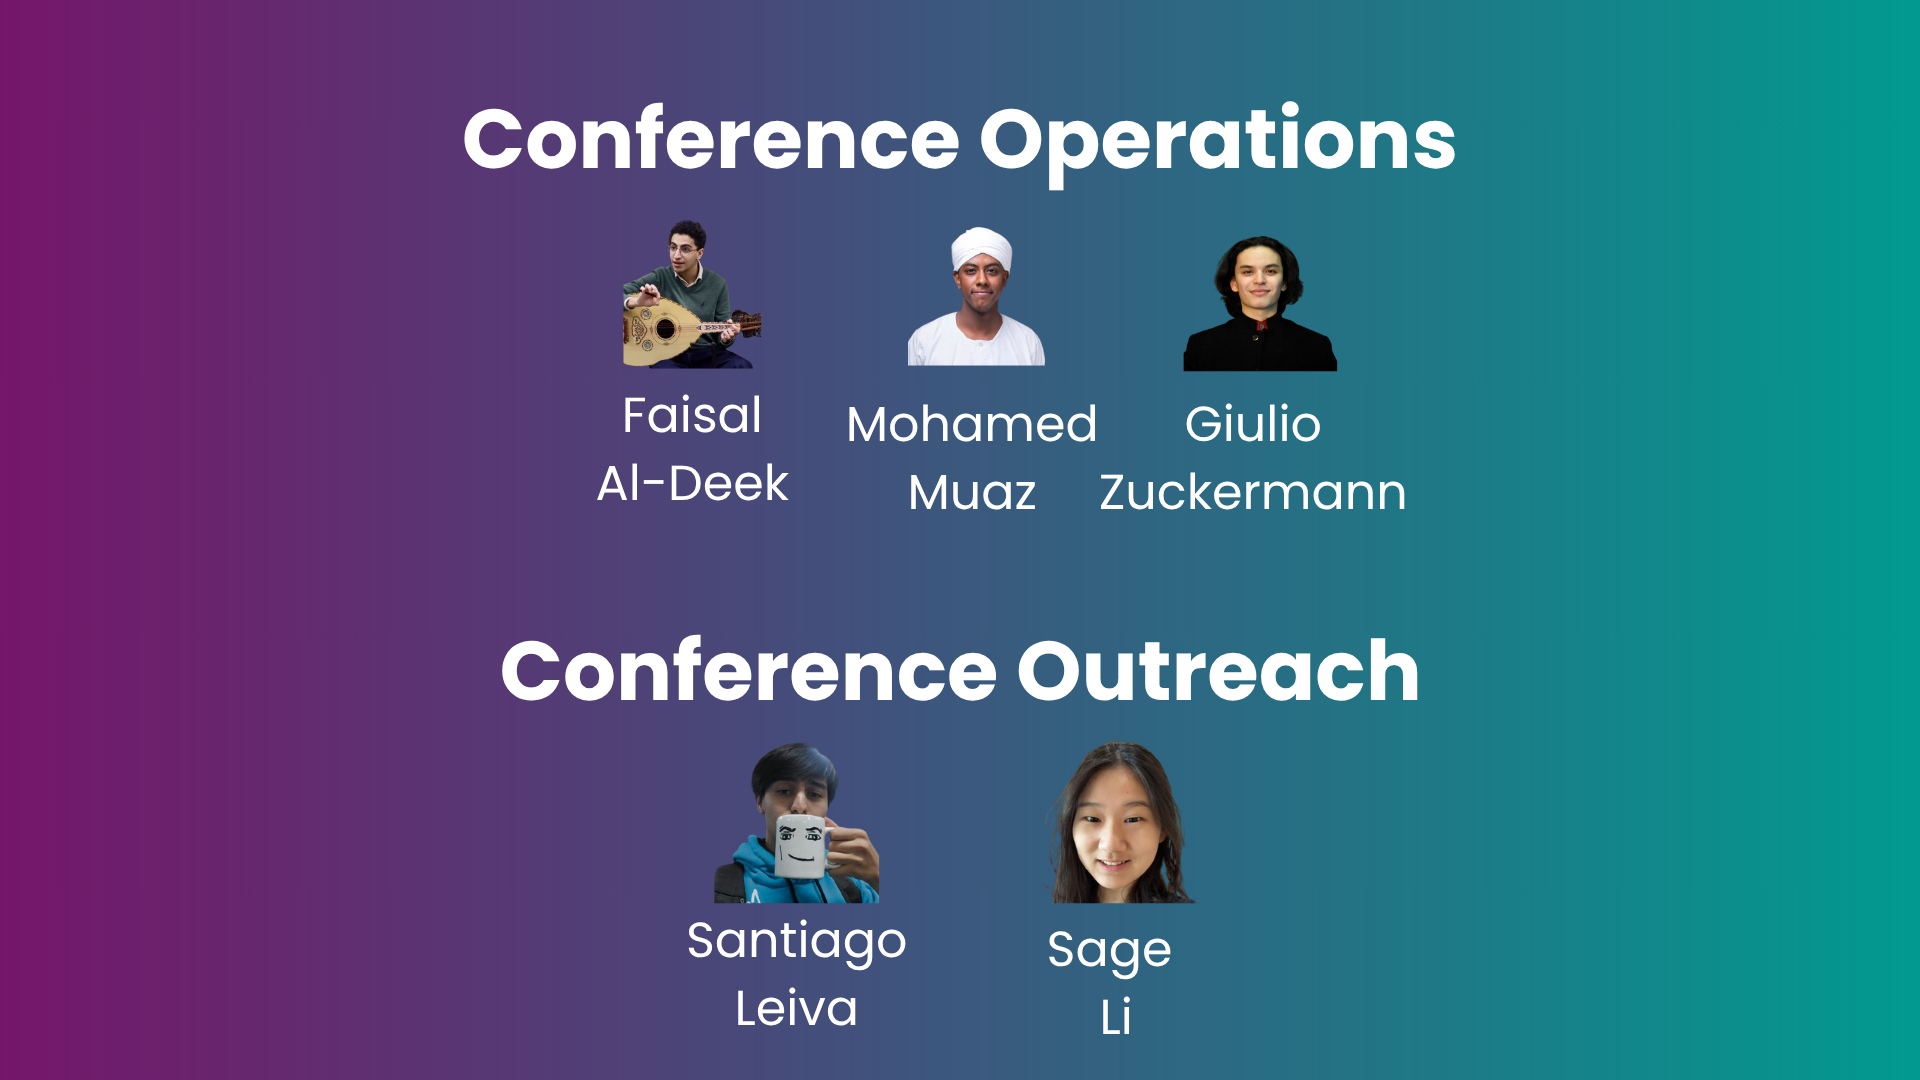 Conference Operations
Faisal
Al-Deek
Mohamed
Muaz
Giulio
Zuckermann
Conference Outreach
Santiago
Leiva
Sage
Li